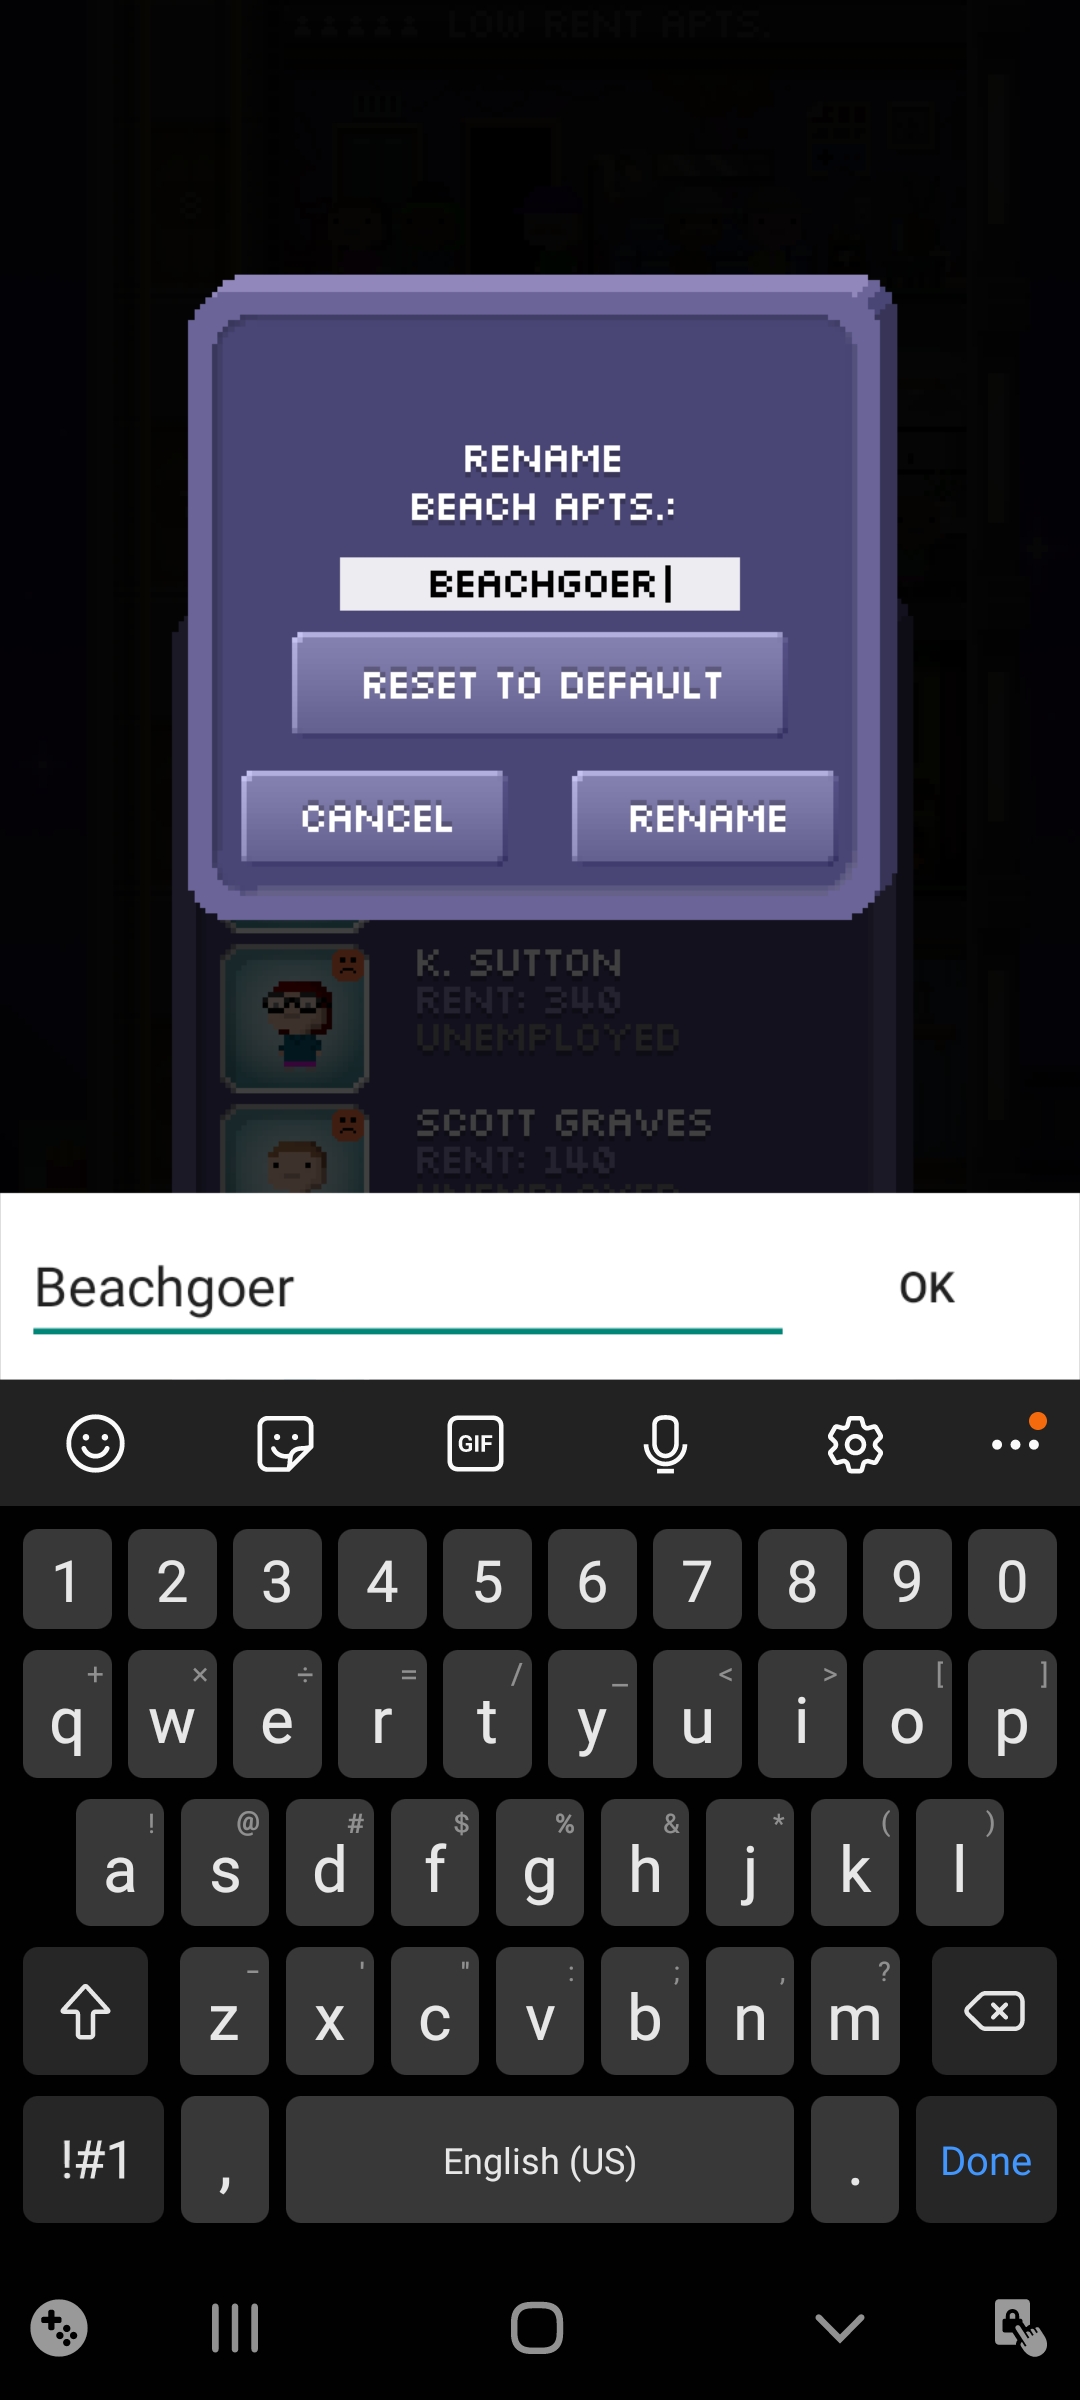 LOW RENT APTS.
RENAME
BEACH APTS.:
BEACHGOER
RESET TO DEFAULT
CANCEL
RENAME
K. SUTTON
RENT: 340
UNEMPLOYED
SCOTT GRAVES
RENT: 140
UNEMPLOYED
Beachgoer
OK
GIF
1 2 3 4 5 6 7 8 9 0
+ × ÷ = / _ < > [ ]
q w e r t y u i o p
! @ # $ % & * ( )
a s d f g h j k l
- ' " : ; , ?
z x c v b n m
!#1 , English (US) . Done